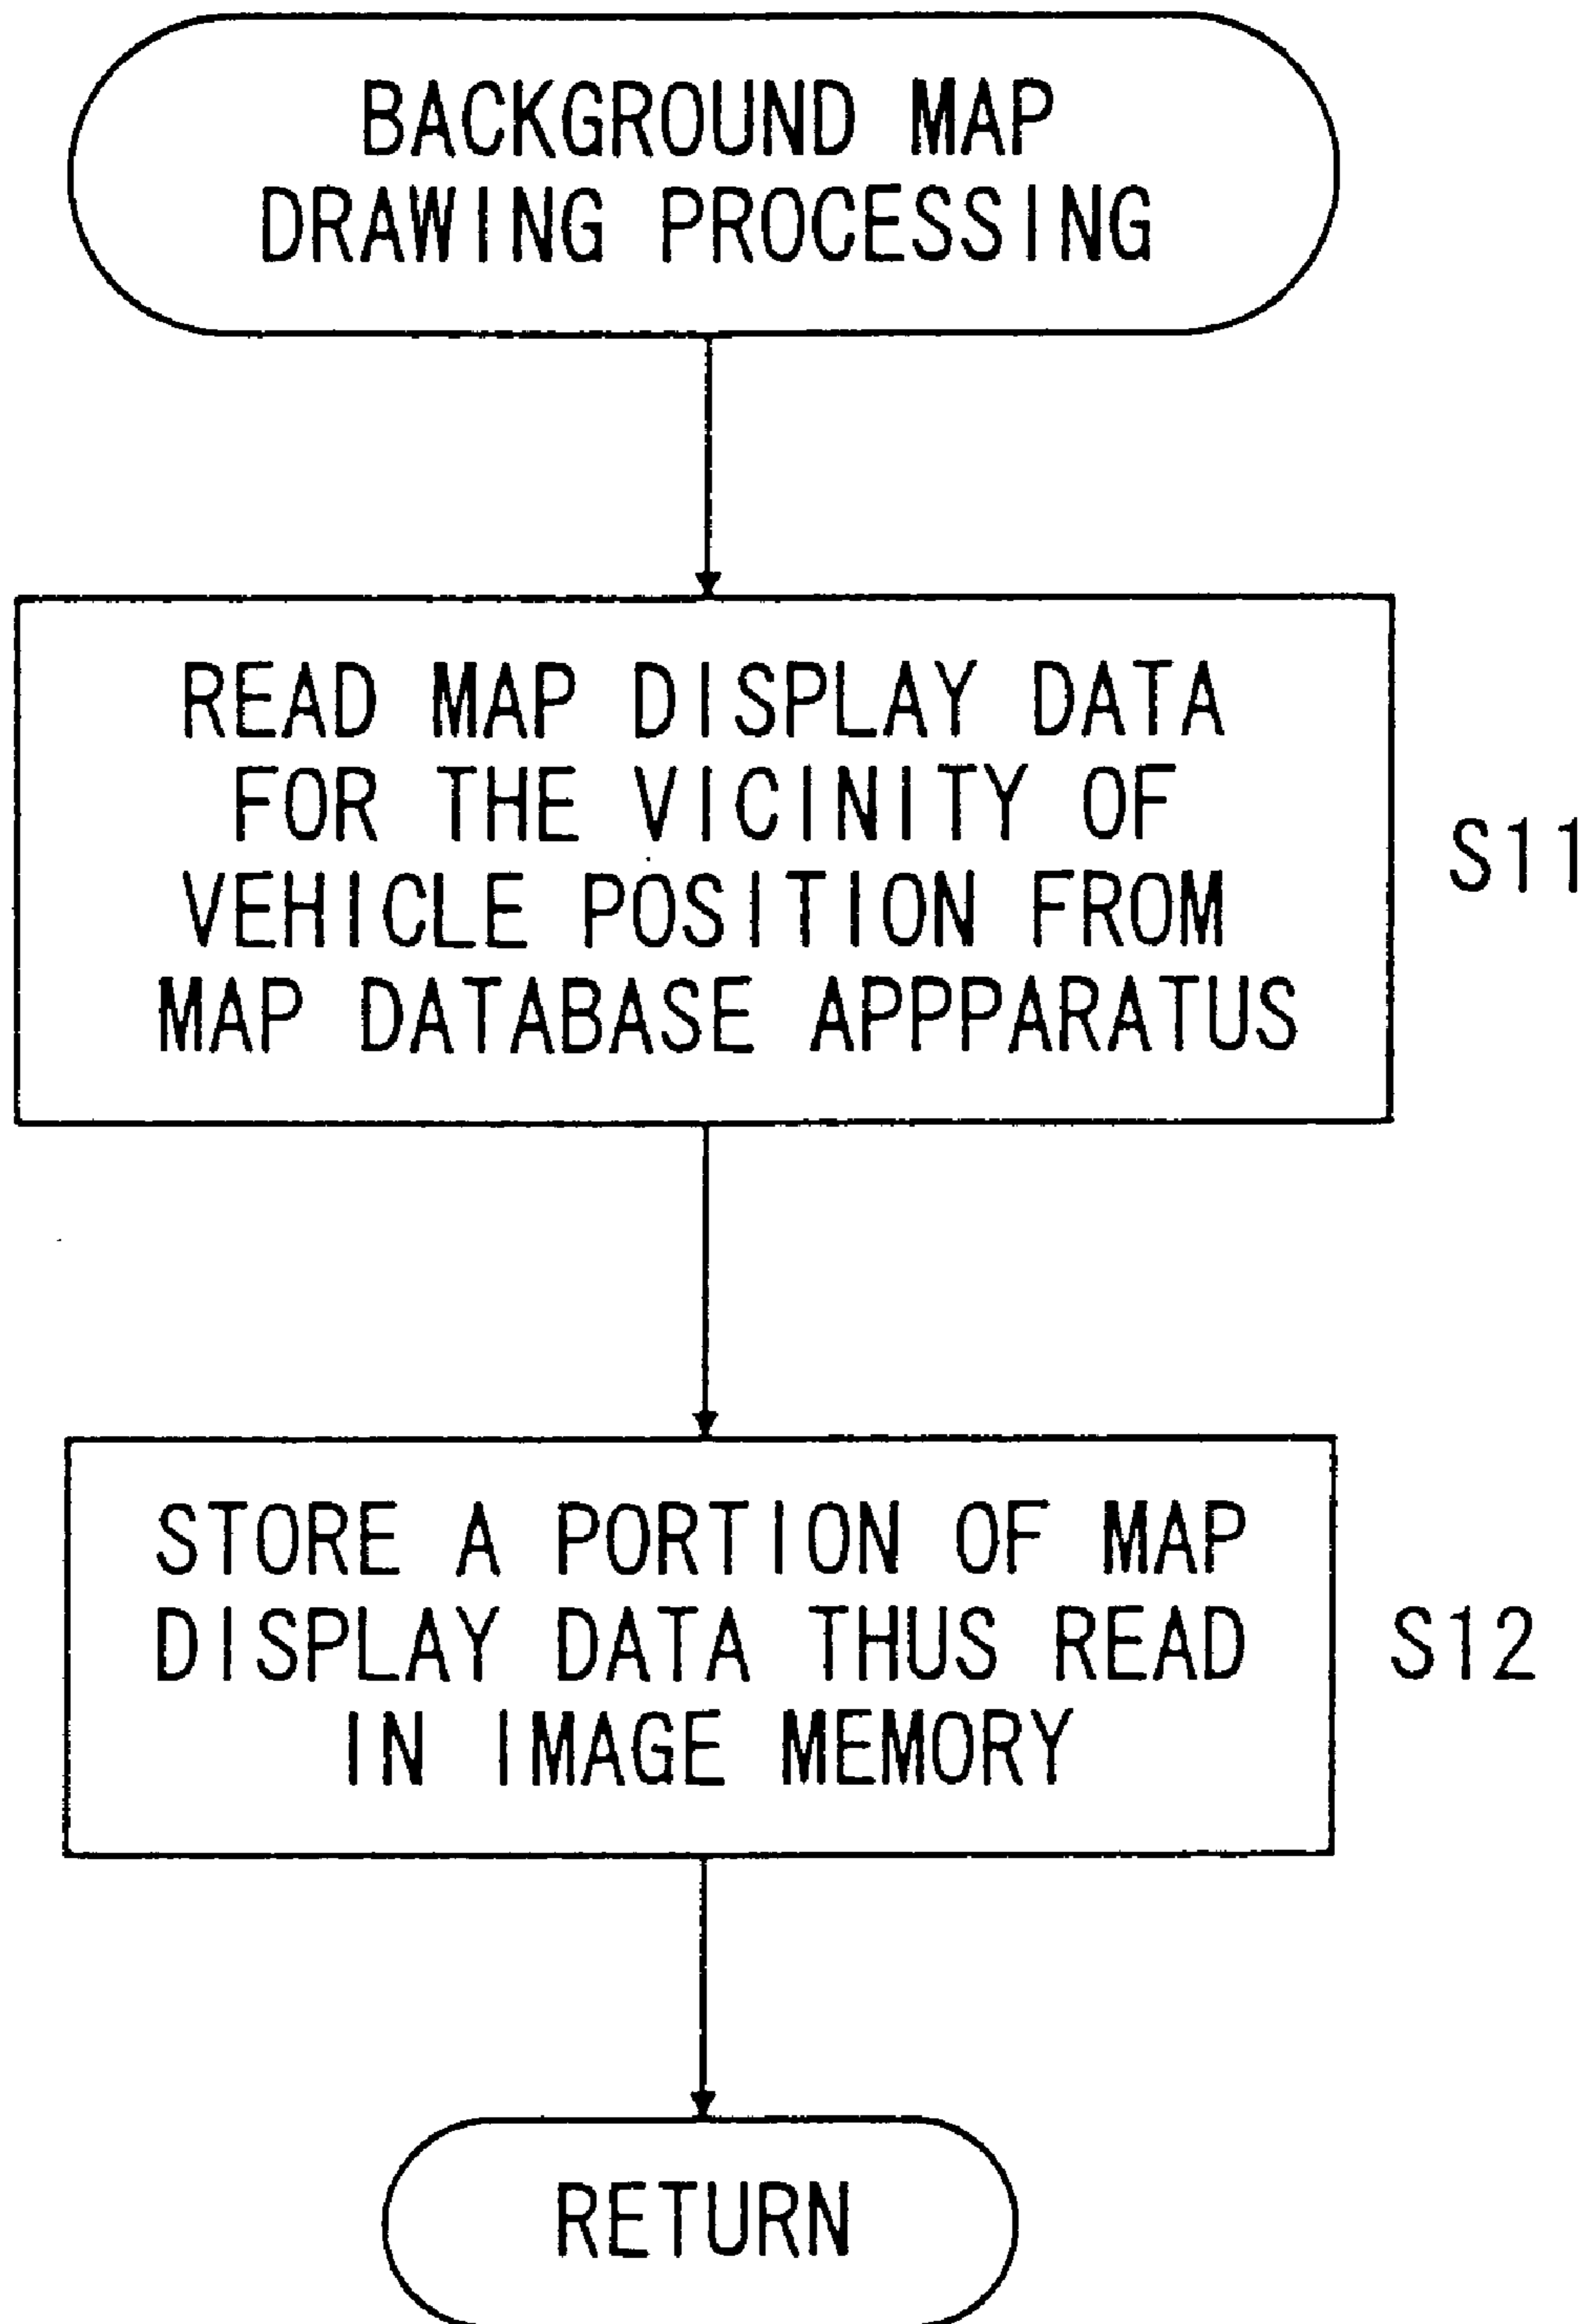 BACKGROUND MAP
DRAWING PROCESSING
READ MAP DISPLAY DATA
FOR THE VICINITY OF
VEHICLE POSITION FROM
MAP DATABASE APPPARATUS
S11
STORE A PORTION OF MAP
DISPLAY DATA THUS READ
IN IMAGE MEMORY
S12
RETURN